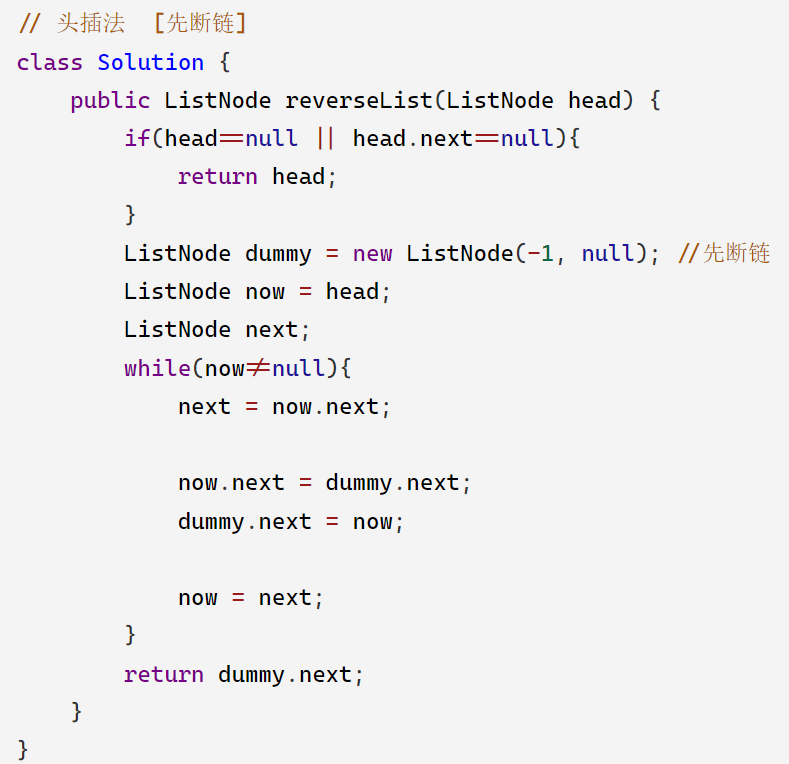 // 头插法  [先断链]
class Solution {
    public ListNode reverseList(ListNode head) {
        if(head==null || head.next==null){
            return head;
        }
        ListNode dummy = new ListNode(-1, null); //先断链
        ListNode now = head;
        ListNode next;
        while(now!=null){
            next = now.next;

            now.next = dummy.next;
            dummy.next = now;

            now = next;
        }
        return dummy.next;
    }
}